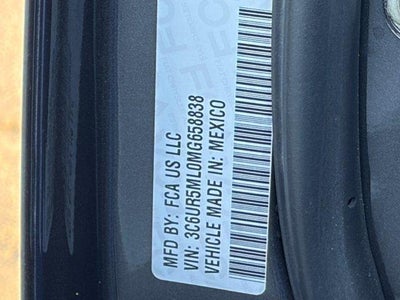 MFD BY: FCA US LLC
VIN: 3C6UR5ML0MG658838
VEHICLE MADE IN: MEXICO